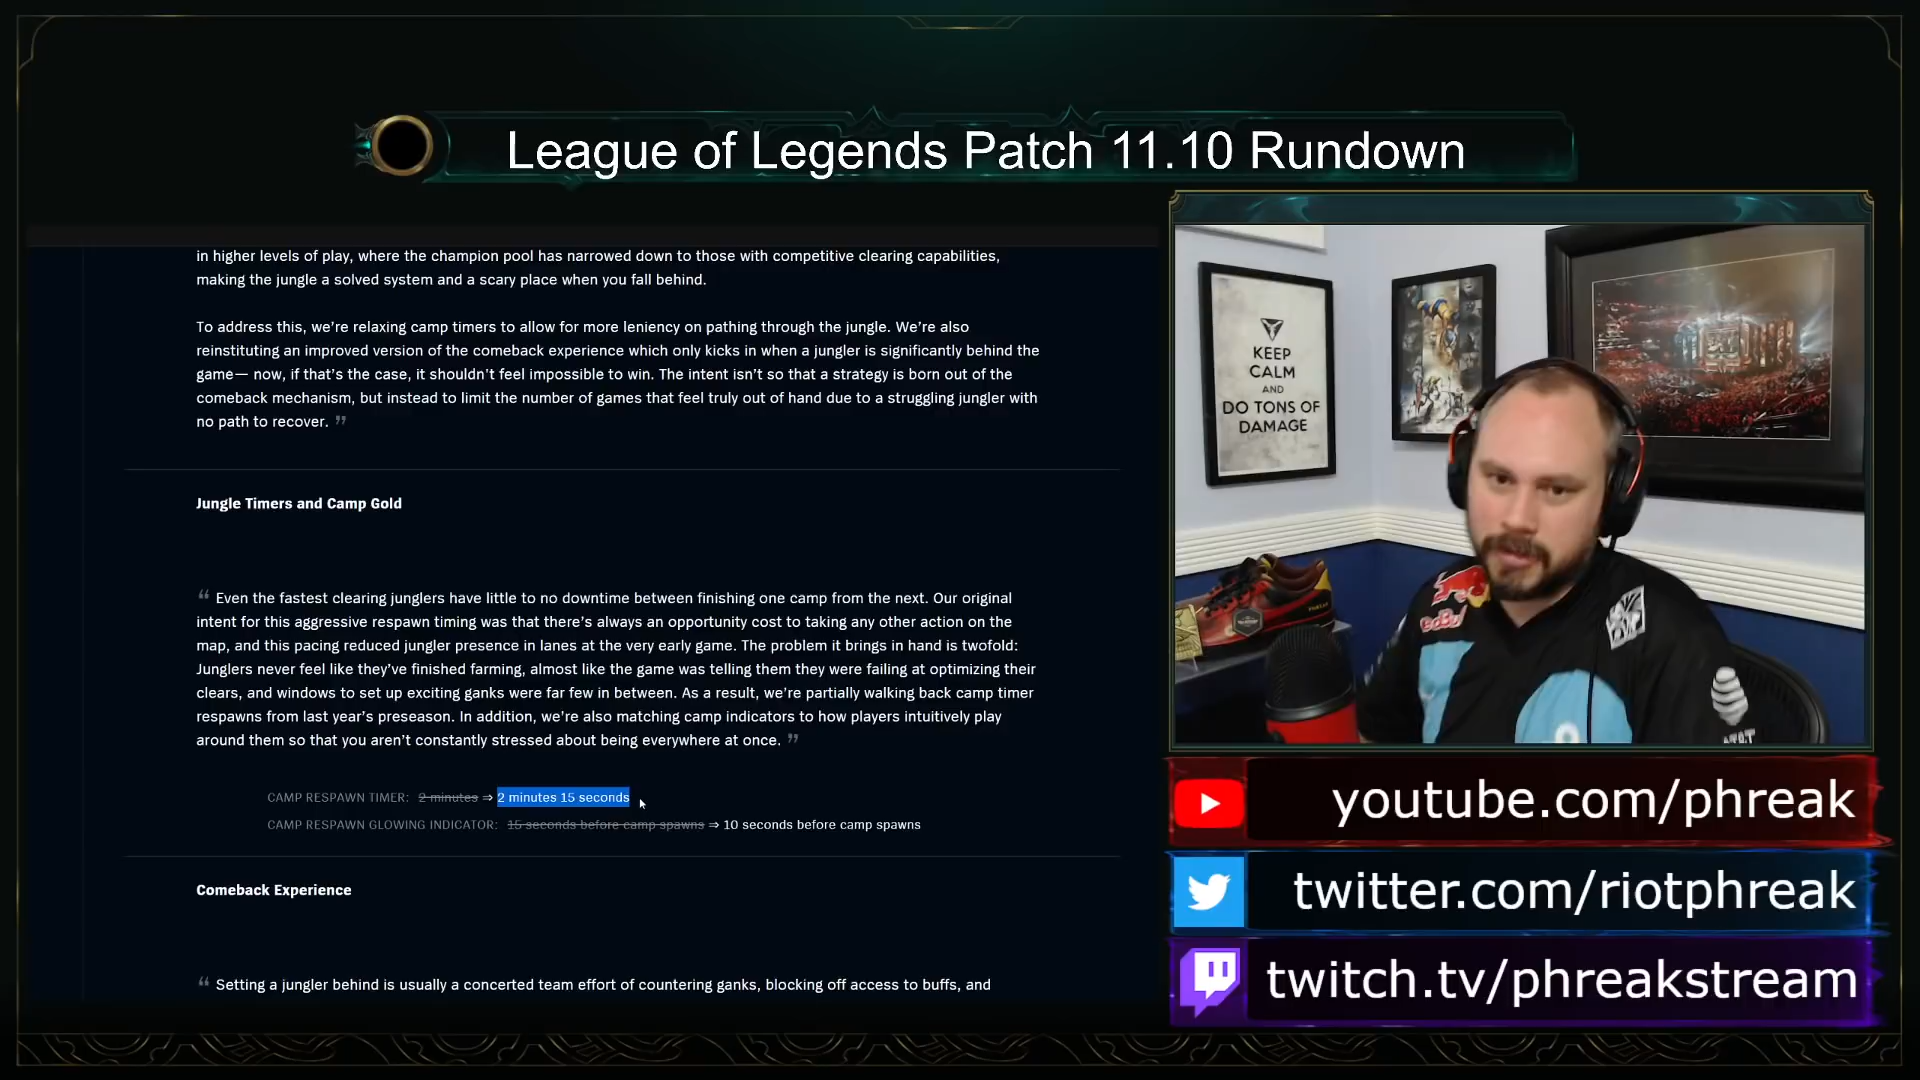 League of Legends Patch 11.10 Rundown
in higher levels of play, where the champion pool has narrowed down to those with competitive clearing capabilities,
making the jungle a solved system and a scary place when you fall behind.
To address this, we're relaxing camp timers to allow for more leniency on pathing through the jungle. We're also
reinstituting an improved version of the comeback experience which only kicks in when a jungler is significantly behind the
game— now, if that's the case, it shouldn't feel impossible to win. The intent isn't so that a strategy is born out of the
comeback mechanism, but instead to limit the number of games that feel truly out of hand due to a struggling jungler with
no path to recover. ”
Jungle Timers and Camp Gold
“ Even the fastest clearing junglers have little to no downtime between finishing one camp from the next. Our original
intent for this aggressive respawn timing was that there's always an opportunity cost to taking any other action on the
map, and this pacing reduced jungler presence in lanes at the very early game. The problem it brings in hand is twofold:
Junglers never feel like they've finished farming, almost like the game was telling them they were failing at optimizing their
clears, and windows to set up exciting ganks were far few in between. As a result, we're partially walking back camp timer
respawns from last year's preseason. In addition, we're also matching camp indicators to how players intuitively play
around them so that you aren't constantly stressed about being everywhere at once. ”
CAMP RESPAWN TIMER: 2 minutes ⇒ 2 minutes 15 seconds
CAMP RESPAWN GLOWING INDICATOR: 15 seconds before camp spawns ⇒ 10 seconds before camp spawns
Comeback Experience
“ Setting a jungler behind is usually a concerted team effort of countering ganks, blocking off access to buffs, and
KEEP
CALM
AND
DO TONS OF
DAMAGE
RedBull
AT&T
youtube.com/phreak
twitter.com/riotphreak
twitch.tv/phreakstream